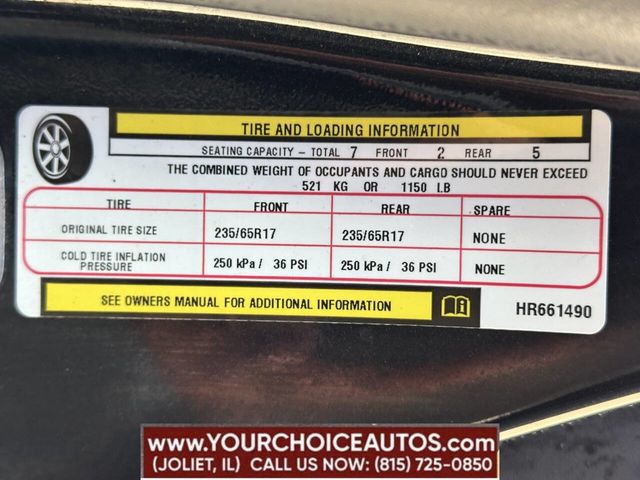 TIRE AND LOADING INFORMATION
SEATING CAPACITY – TOTAL 7 FRONT 2 REAR 5
THE COMBINED WEIGHT OF OCCUPANTS AND CARGO SHOULD NEVER EXCEED
521 KG OR 1150 LB
TIRE FRONT REAR SPARE
ORIGINAL TIRE SIZE 235/65R17 235/65R17 NONE
COLD TIRE INFLATION
PRESSURE 250 kPa / 36 PSI 250 kPa / 36 PSI NONE
SEE OWNERS MANUAL FOR ADDITIONAL INFORMATION
HR661490
WWW.YOURCHOICEAUTOS.COM
(JOLIET, IL) CALL US NOW: (815) 725-0850